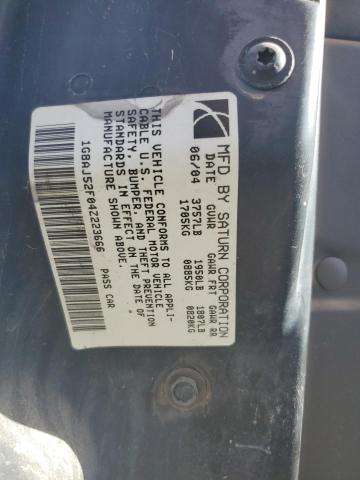 MFD BY SATURN CORPORATION
DATE GVWR GAWR FRT GAWR RR
06/04 3757LB 1950LB 1807LB
1705KG 0885KG 0820KG
THIS VEHICLE CONFORMS TO ALL APPLI-
CABLE U.S. FEDERAL MOTOR VEHICLE
SAFETY, BUMPER, AND THEFT PREVENTION
STANDARDS IN EFFECT ON THE DATE OF
MANUFACTURE SHOWN ABOVE.
1G8AJ52F04Z223666 PASS CAR